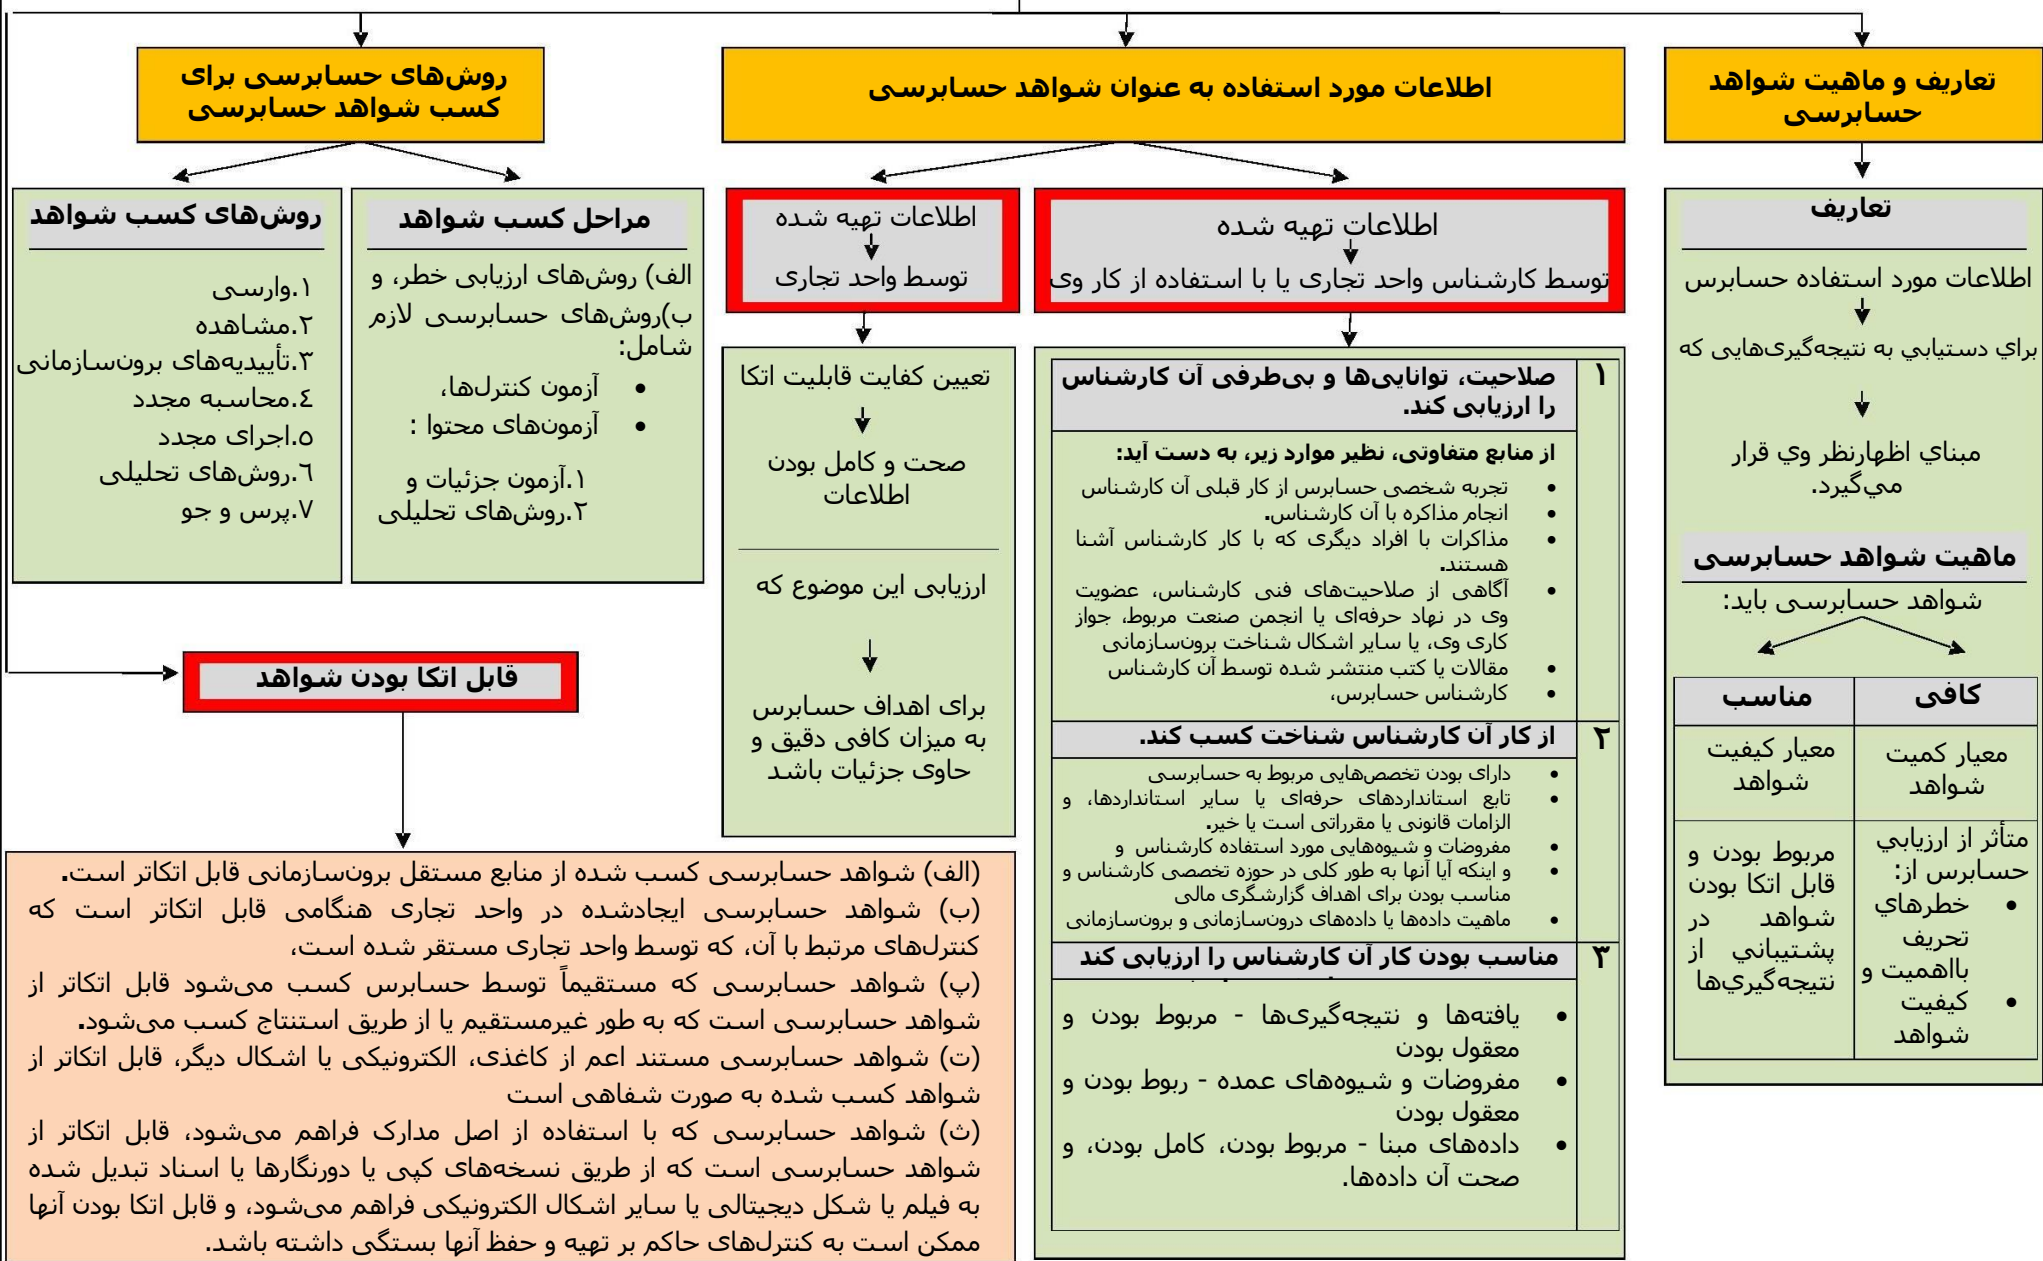 تعاریف و ماهیت شواهد
حسابرسی
تعاریف
اطلاعات مورد استفاده حسابرس
براي دستيابي به نتیجه‌گیری‌هایی که
مبناي اظهارنظر وي قرار
مي‌گیرد.
ماهیت شواهد حسابرسی
شواهد حسابرسی باید:
کافی
مناسب
معیار کمیت
شواهد
معیار کیفیت
شواهد
متأثر از ارزيابي
حسابرس از:
• خطرهاي
تحریف
بااهمیت و
• کیفیت
شواهد
مربوط بودن و
قابل اتکا بودن
شواهد در
پشتیباني از
نتیجه‌گیري‌ها
اطلاعات مورد استفاده به عنوان شواهد حسابرسی
اطلاعات تهیه شده
توسط کارشناس واحد تجاری یا با استفاده از کار وی
۱
صلاحیت، توانایی‌ها و بی‌طرفی آن کارشناس
را ارزیابی کند.
از منابع متفاوتی، نظیر موارد زیر، به دست آید:
• تجربه شخصی حسابرس از کار قبلی آن کارشناس
• انجام مذاکره با آن کارشناس.
• مذاکرات با افراد دیگری که با کار کارشناس آشنا
هستند.
• آگاهی از صلاحیت‌های فنی کارشناس، عضویت
وی در نهاد حرفه‌ای یا انجمن صنعت مربوط، جواز
کاری وی، یا سایر اشکال شناخت برون‌سازمانی
• مقالات یا کتب منتشر شده توسط آن کارشناس
• کارشناس حسابرس،
۲
از کار آن کارشناس شناخت کسب کند.
• دارای بودن تخصص‌هایی مربوط به حسابرسی
• تابع استانداردهای حرفه‌ای یا سایر استانداردها، و
الزامات قانونی یا مقرراتی است یا خیر.
• مفروضات و شیوه‌هایی مورد استفاده کارشناس و
• و اینکه آیا آنها به طور کلی در حوزه تخصصی کارشناس و
مناسب بودن برای اهداف گزارشگری مالی
• ماهیت داده‌ها یا داده‌های درون‌سازمانی و برون‌سازمانی
۳
مناسب بودن کار آن کارشناس را ارزیابی کند
• یافته‌ها و نتیجه‌گیری‌ها - مربوط بودن و
معقول بودن
• مفروضات و شیوه‌های عمده - ربوط بودن و
معقول بودن
• داده‌های مبنا - مربوط بودن، کامل بودن، و
صحت آن داده‌ها.
اطلاعات تهیه شده
توسط واحد تجاری
تعیین کفایت قابلیت اتکا
صحت و کامل بودن
اطلاعات
ارزیابی این موضوع که
برای اهداف حسابرس
به میزان کافی دقیق و
حاوی جزئیات باشد
روش‌های حسابرسی برای
کسب شواهد حسابرسی
مراحل کسب شواهد
الف) روش‌های ارزیابی خطر، و
ب)روش‌های حسابرسی لازم
شامل:
• آزمون کنترل‌ها،
• آزمون‌های محتوا :
۱.آزمون جزئیات و
۲.روش‌های تحلیلی
روش‌های کسب شواهد
۱.وارسی
۲.مشاهده
۳.تأییدیه‌های برون‌سازمانی
٤.محاسبه مجدد
٥.اجرای مجدد
٦.روش‌های تحلیلی
۷.پرس و جو
قابل اتکا بودن شواهد
(الف) شواهد حسابرسی کسب شده از منابع مستقل برون‌سازمانی قابل اتکاتر است.
(ب) شواهد حسابرسی ایجادشده در واحد تجاری هنگامی قابل اتکاتر است که
کنترل‌های مرتبط با آن، که توسط واحد تجاری مستقر شده است،
(پ) شواهد حسابرسی که مستقیماً توسط حسابرس کسب می‌شود قابل اتکاتر از
شواهد حسابرسی است که به طور غیرمستقیم یا از طریق استنتاج کسب می‌شود.
(ت) شواهد حسابرسی مستند اعم از کاغذی، الکترونیکی یا اشکال دیگر، قابل اتکاتر از
شواهد کسب شده به صورت شفاهی است
(ث) شواهد حسابرسی که با استفاده از اصل مدارک فراهم می‌شود، قابل اتکاتر از
شواهد حسابرسی است که از طریق نسخه‌های کپی یا دورنگارها یا اسناد تبدیل شده
به فیلم یا شکل دیجیتالی یا سایر اشکال الکترونیکی فراهم می‌شود، و قابل اتکا بودن آنها
ممکن است به کنترل‌های حاکم بر تهیه و حفظ آنها بستگی داشته باشد.